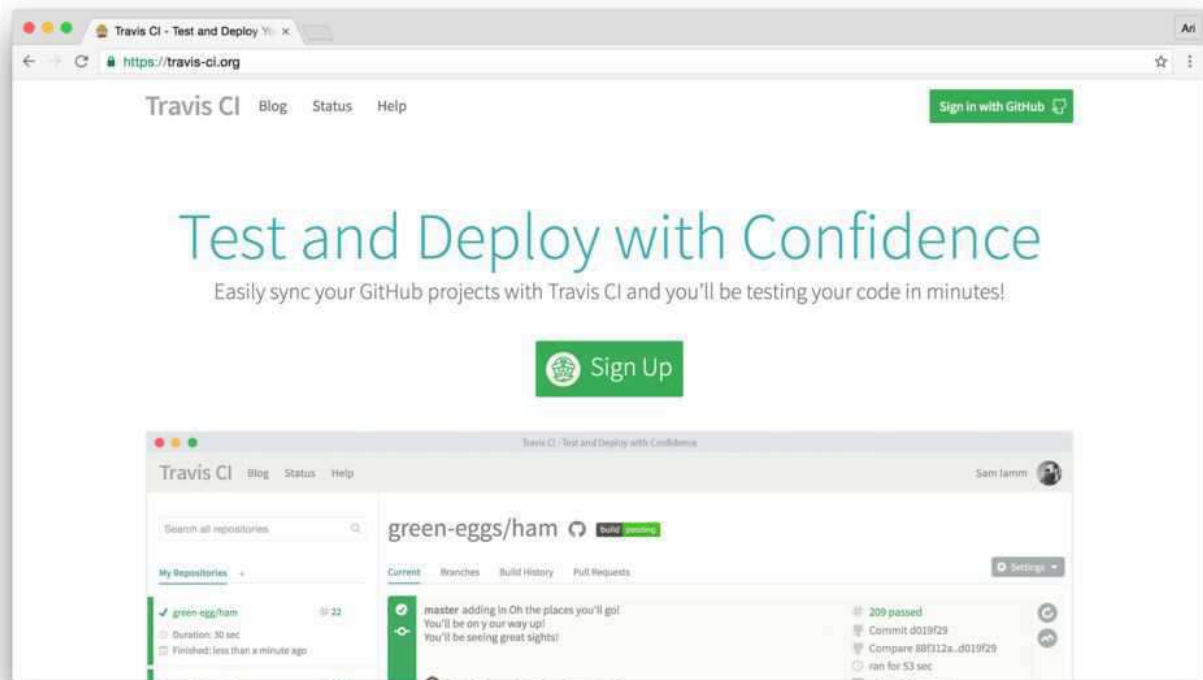 Travis CI - Test and Deploy Yo
Ari
https://travis-ci.org
Travis CI Blog Status Help
Sign in with GitHub
Test and Deploy with Confidence
Easily sync your GitHub projects with Travis CI and you'll be testing your code in minutes!
Sign Up
Travis CI - Test and Deploy with Confidence
Travis CI Blog Status Help
Sam Iamm
Search all repositories
green-eggs/ham build pending
My Repositories +
Current Branches Build History Pull Requests
Settings
green-egg/ham # 22
Duration: 30 sec
Finished: less than a minute ago
master adding in Oh the places you'll go!
You'll be on y our way up!
You'll be seeing great sights!
# 209 passed
Commit d019f29
Compare 88f312a..d019f29
ran for 53 sec